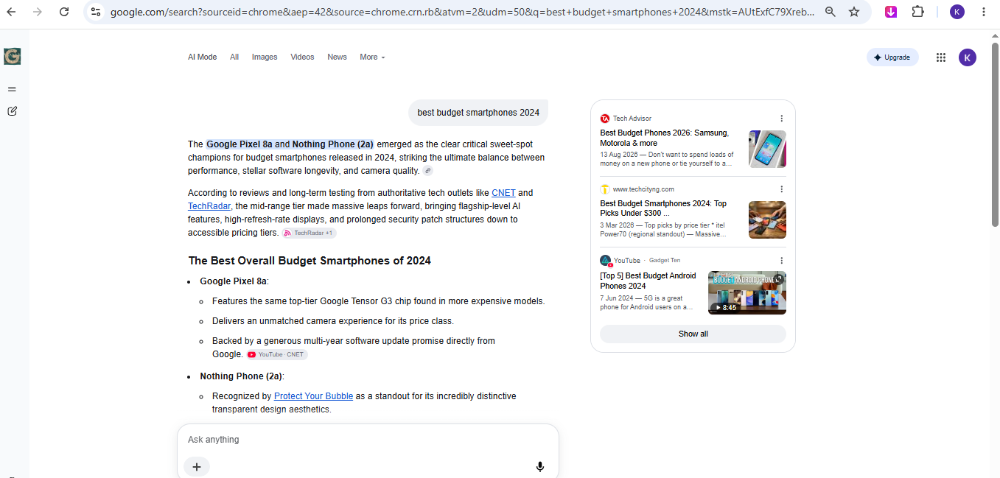 google.com/search?sourceid=chrome&aep=42&source=chrome.crn.rb&atvm=2&udm=50&q=best+budget+smartphones+2024&mstk=AUtExfC79Xreb...
K
AI Mode
All
Images
Videos
News
More
Upgrade
K
best budget smartphones 2024
The Google Pixel 8a and Nothing Phone (2a) emerged as the clear critical sweet-spot
champions for budget smartphones released in 2024, striking the ultimate balance between
performance, stellar software longevity, and camera quality.
According to reviews and long-term testing from authoritative tech outlets like CNET and
TechRadar, the mid-range tier made massive leaps forward, bringing flagship-level AI
features, high-refresh-rate displays, and prolonged security patch structures down to
accessible pricing tiers. TechRadar +1
The Best Overall Budget Smartphones of 2024
Google Pixel 8a:
Features the same top-tier Google Tensor G3 chip found in more expensive models.
Delivers an unmatched camera experience for its price class.
Backed by a generous multi-year software update promise directly from
Google. YouTube · CNET
Nothing Phone (2a):
Recognized by Protect Your Bubble as a standout for its incredibly distinctive
transparent design aesthetics.
Ask anything
TA Tech Advisor
Best Budget Phones 2026: Samsung,
Motorola & more
13 Aug 2026 — Don't want to spend loads of
money on a new phone or tie yourself to a...
www.techcityng.com
Best Budget Smartphones 2024: Top
Picks Under $300 ...
3 Mar 2026 — Top picks by price tier * itel
Power70 (regional standout) — Massive...
YouTube · Gadget Ten
[Top 5] Best Budget Android
Phones 2024
7 Jun 2024 — 5G is a great
phone for Android users on a...
BUDGET ANDROID PHONE
8:45
Show all